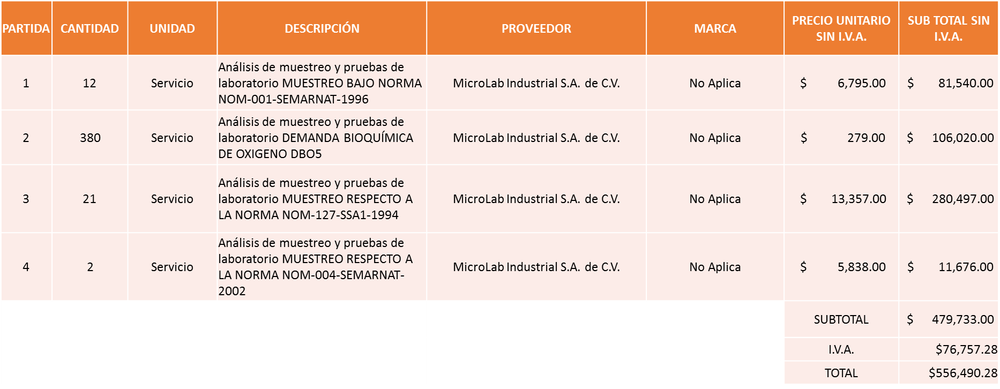 PARTIDA CANTIDAD UNIDAD DESCRIPCIÓN PROVEEDOR MARCA PRECIO UNITARIO SIN I.V.A. SUB TOTAL SIN I.V.A.
Análisis de muestreo y pruebas de
1 12 Servicio laboratorio MUESTREO BAJO NORMA MicroLab Industrial S.A. de C.V. No Aplica $ 6,795.00 $ 81,540.00
NOM-001-SEMARNAT-1996
Análisis de muestreo y pruebas de
2 380 Servicio laboratorio DEMANDA BIOQUÍMICA MicroLab Industrial S.A. de C.V. No Aplica $ 279.00 $ 106,020.00
DE OXIGENO DBO5
Análisis de muestreo y pruebas de
3 21 Servicio laboratorio MUESTREO RESPECTO A MicroLab Industrial S.A. de C.V. No Aplica $ 13,357.00 $ 280,497.00
LA NORMA NOM-127-SSA1-1994
Análisis de muestreo y pruebas de
laboratorio MUESTREO RESPECTO A
4 2 Servicio LA NORMA NOM-004-SEMARNAT- MicroLab Industrial S.A. de C.V. No Aplica $ 5,838.00 $ 11,676.00
2002
SUBTOTAL $ 479,733.00
I.V.A. $76,757.28
TOTAL $556,490.28